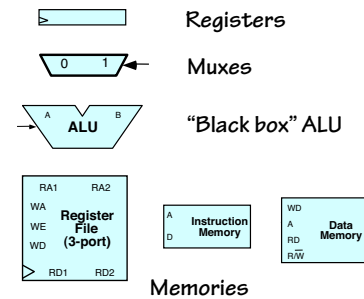 Registers
0 1
Muxes
A B
ALU
“Black box” ALU
RA1 RA2
WA
WE
WD
Register
File
(3-port)
RD1 RD2
A
D
Instruction
Memory
WD
A
RD
R/W̅
Data
Memory
Memories